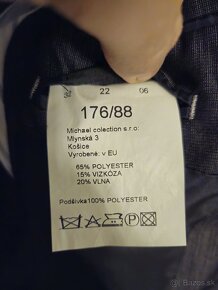 22 06
176/88
Michael colection s.r.o.
Mlynská 3
Košice
Vyrobené: v EU
65% POLYESTER
15% VIZKÓZA
20% VLNA
Podšívka100% POLYESTER
bazos.sk